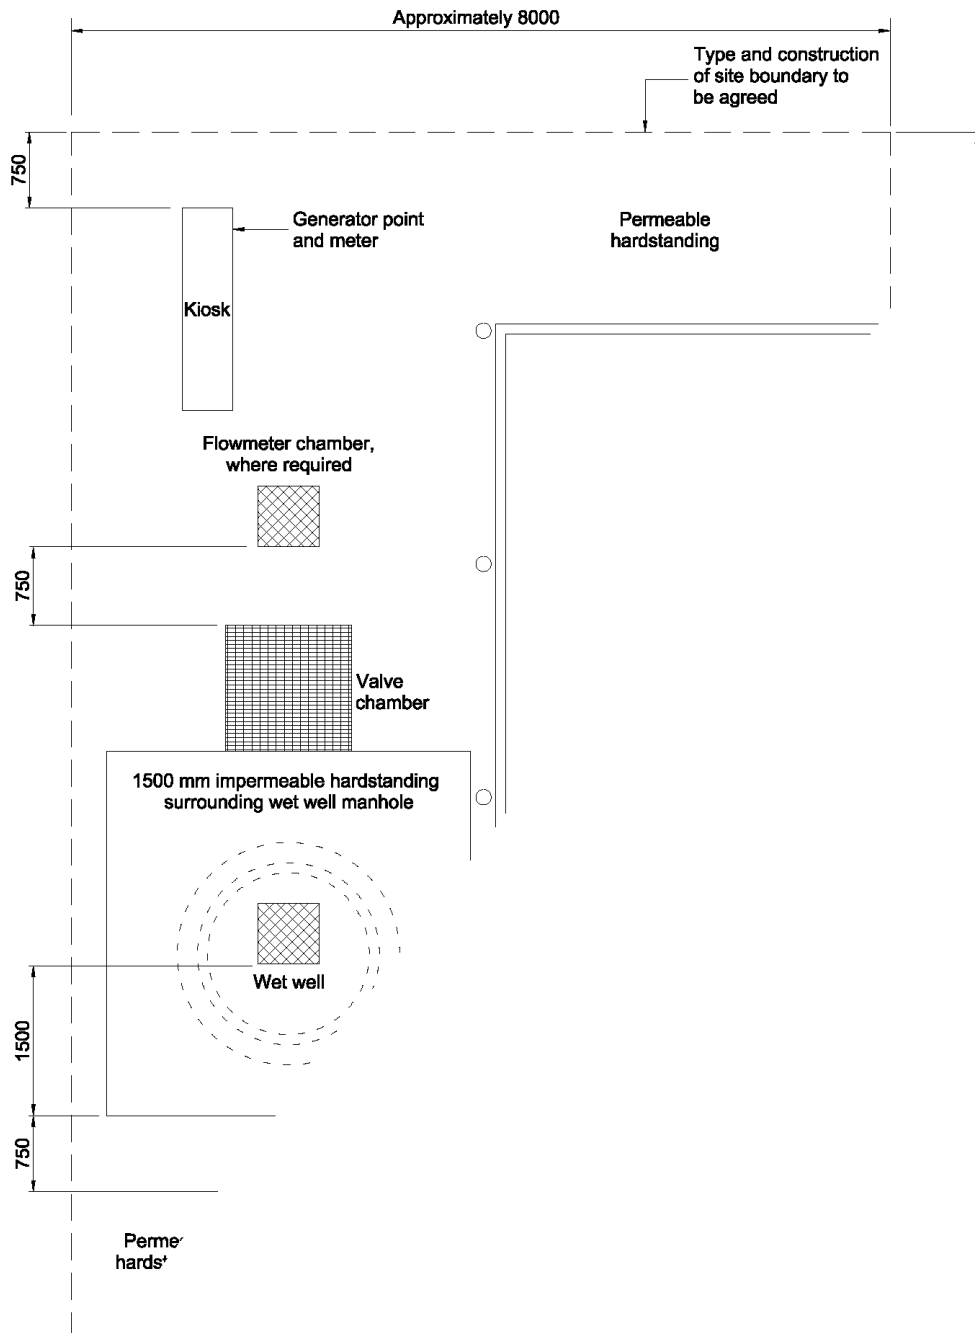 Approximately 8000
Type and construction
of site boundary to
be agreed
750
Generator point
and meter
Permeable
hardstanding
Kiosk
Flowmeter chamber,
where required
750
Valve
chamber
1500 mm impermeable hardstanding
surrounding wet well manhole
Wet well
1500
750